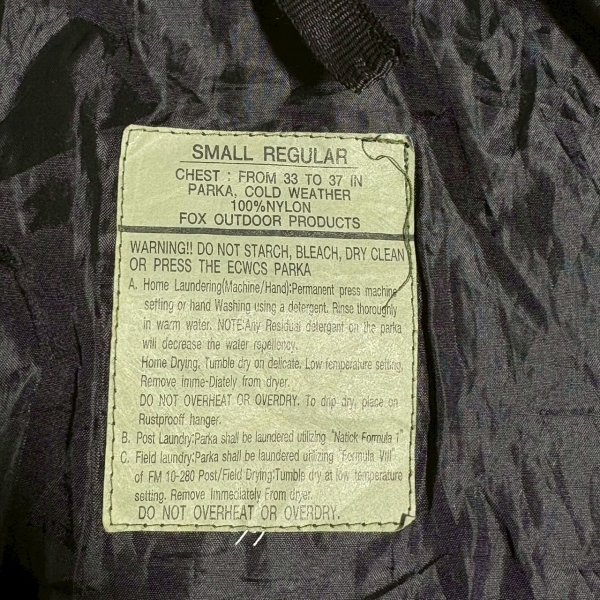 SMALL REGULAR
CHEST : FROM 33 TO 37 IN
PARKA, COLD WEATHER
100%NYLON
FOX OUTDOOR PRODUCTS
WARNING!! DO NOT STARCH, BLEACH, DRY CLEAN
OR PRESS THE ECWCS PARKA
A. Home Laundering(Machine/Hand):Permanent press machine
setting or hand Washing using a detergent. Rinse thoroughly
in warm water. NOTE:Any Residual detergent on the parka
will decrease the water repellency.
Home Drying, Tumble dry on delicate, Low temperature setting,
Remove Imme-Diately from dryer.
DO NOT OVERHEAT OR OVERDRY. To drip dry, place on
Rustprooff hanger.
B. Post Laundry:Parka shall be laundered utilizing "Natick Formula 1"
C. Field laundry:Parka shall be laundered utilizing "Formula VIII"
of FM 10-280 Post/Field Drying:Tumble dry at low temperature
setting. Remove Immediately From dryer.
DO NOT OVERHEAT OR OVERDRY.